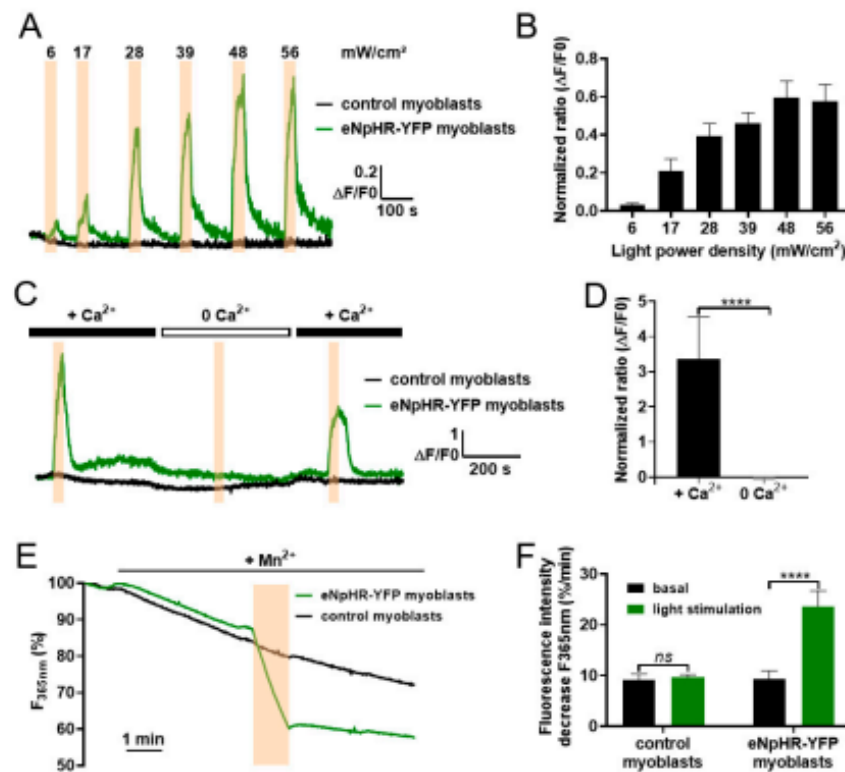 A
6 17 28 39 48 56 mW/cm²
control myoblasts
eNpHR-YFP myoblasts
0.2
ΔF/F0
100 s
B
Normalized ratio (ΔF/F0)
0.8
0.6
0.4
0.2
0.0
6 17 28 39 48 56
Light power density (mW/cm²)
C
+ Ca²⁺ 0 Ca²⁺ + Ca²⁺
control myoblasts
eNpHR-YFP myoblasts
1
ΔF/F0
200 s
D
Normalized ratio (ΔF/F0)
5
4
3
2
1
0
****
+ Ca²⁺ 0 Ca²⁺
E
+ Mn²⁺
F365nm (%)
100
90
80
70
60
50
eNpHR-YFP myoblasts
control myoblasts
1 min
F
Fluorescence intensity
decrease F365nm (%/min)
30
20
10
0
basal
light stimulation
ns
****
control
myoblasts
eNpHR-YFP
myoblasts